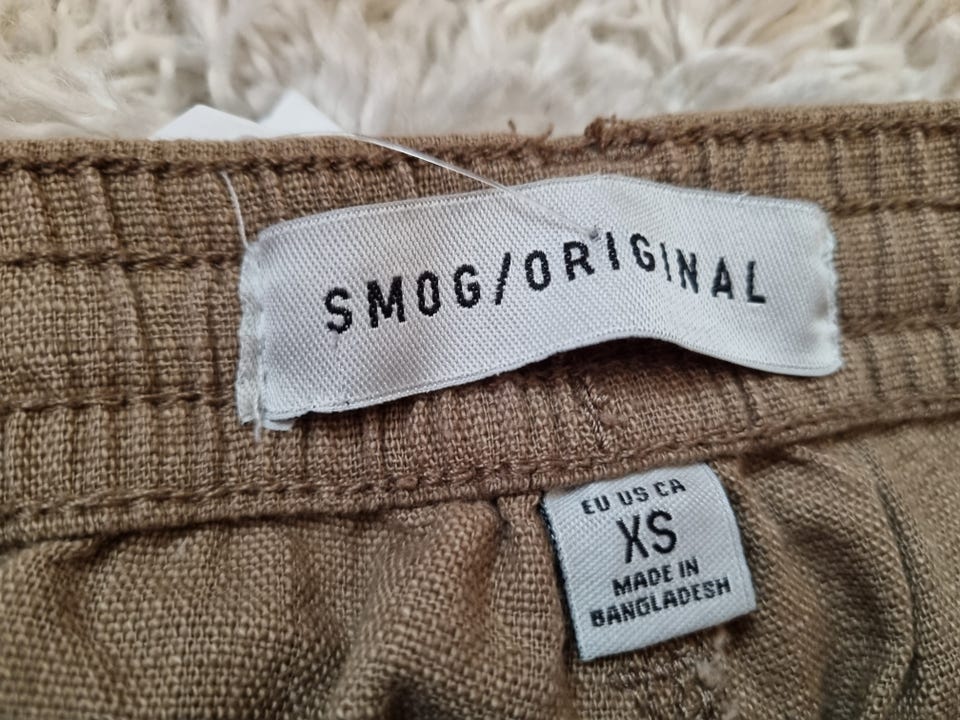 SMOG/ORIGINAL
EU US CA
XS
MADE IN
BANGLADESH